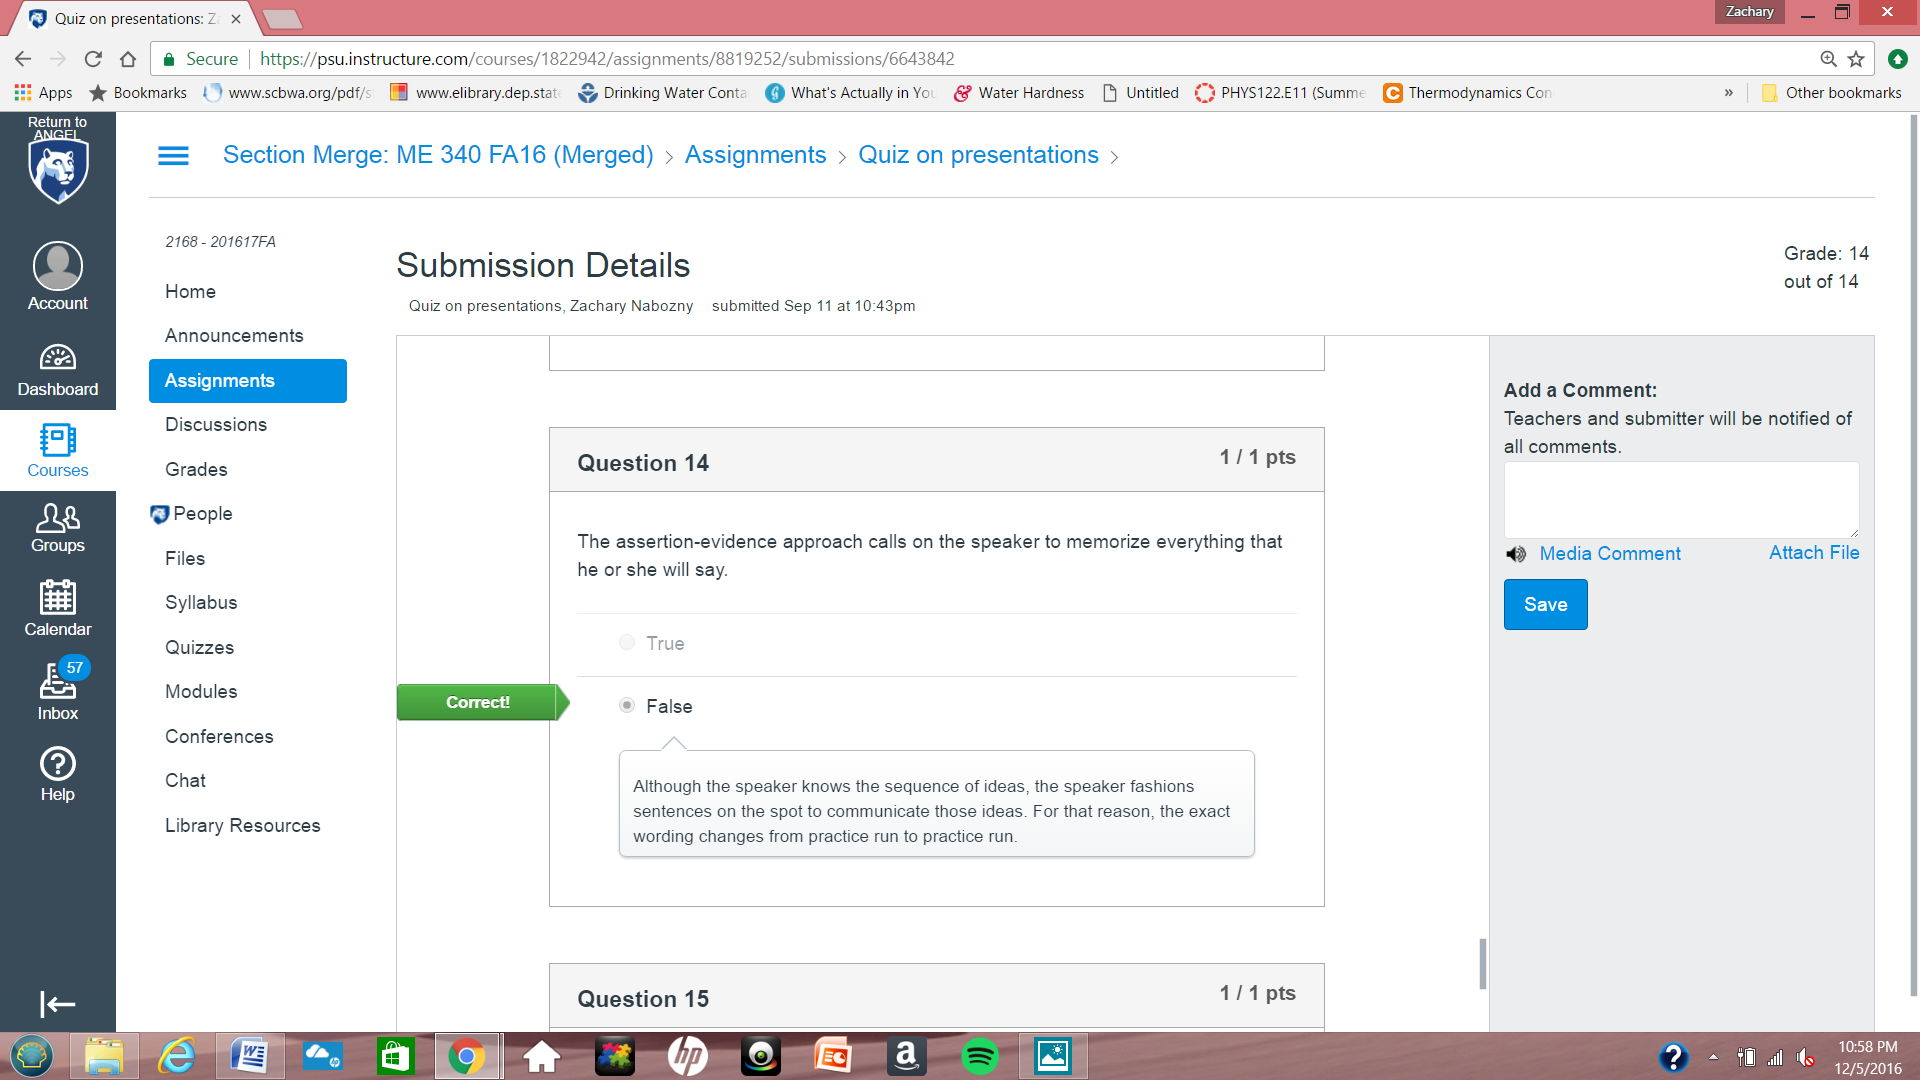 Quiz on presentations: Z
Zachary
Secure https://psu.instructure.com/courses/1822942/assignments/8819252/submissions/6643842
Apps Bookmarks www.scbwa.org/pdf/s www.elibrary.dep.stat Drinking Water Conta What's Actually in You Water Hardness Untitled PHYS122.E11 (Summe Thermodynamics Con » Other bookmarks
Return to
ANGEL
Section Merge: ME 340 FA16 (Merged) > Assignments > Quiz on presentations >
2168 - 201617FA
Submission Details
Grade: 14
out of 14
Quiz on presentations, Zachary Nabozny submitted Sep 11 at 10:43pm
Account
Dashboard
Courses
Groups
Calendar
57
Inbox
Help
Home
Announcements
Assignments
Discussions
Grades
People
Files
Syllabus
Quizzes
Modules
Conferences
Chat
Library Resources
Question 14
1 / 1 pts
The assertion-evidence approach calls on the speaker to memorize everything that
he or she will say.
True
Correct!
False
Although the speaker knows the sequence of ideas, the speaker fashions
sentences on the spot to communicate those ideas. For that reason, the exact
wording changes from practice run to practice run.
Question 15
1 / 1 pts
Add a Comment:
Teachers and submitter will be notified of
all comments.
Media Comment Attach File
Save
10:58 PM
12/5/2016